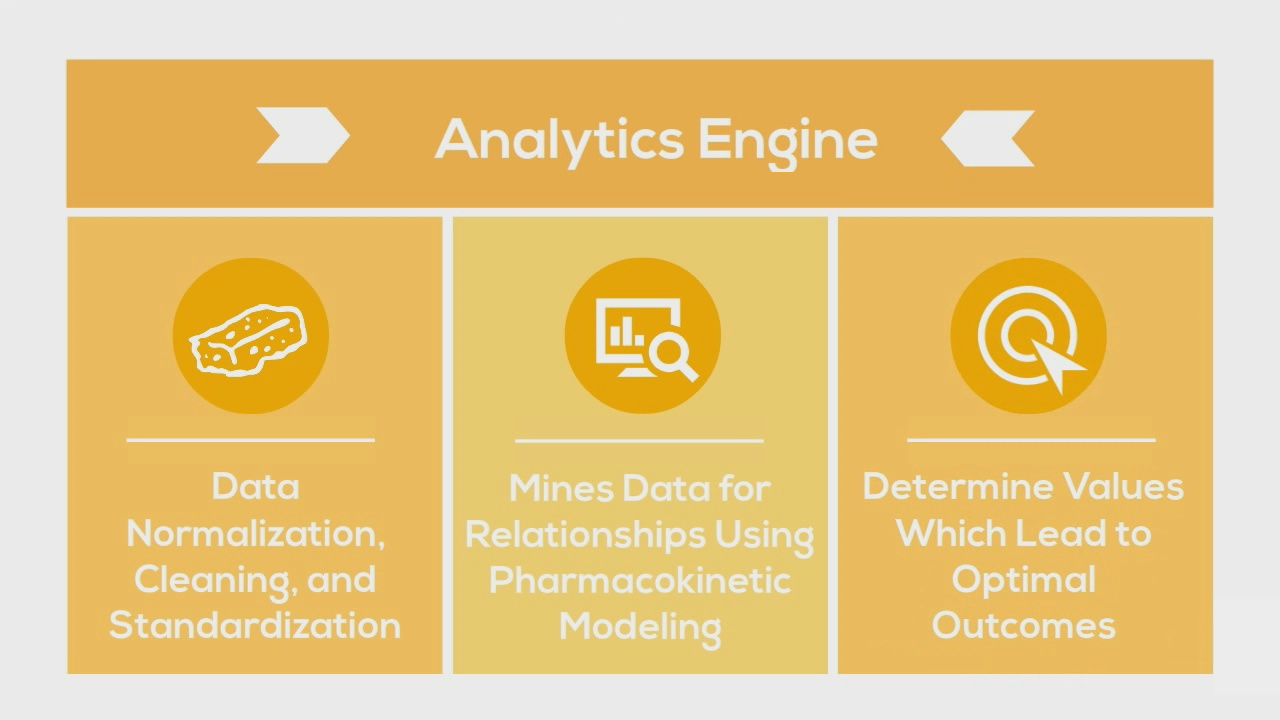 Analytics Engine
Data
Normalization,
Cleaning, and
Standardization
Mines Data for
Relationships Using
Pharmacokinetic
Modeling
Determine Values
Which Lead to
Optimal
Outcomes